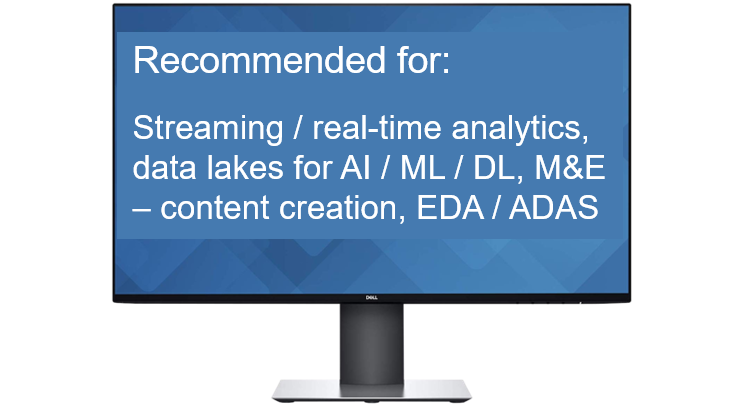 Recommended for:
Streaming / real-time analytics,
data lakes for AI / ML / DL, M&E
– content creation, EDA / ADAS
DELL